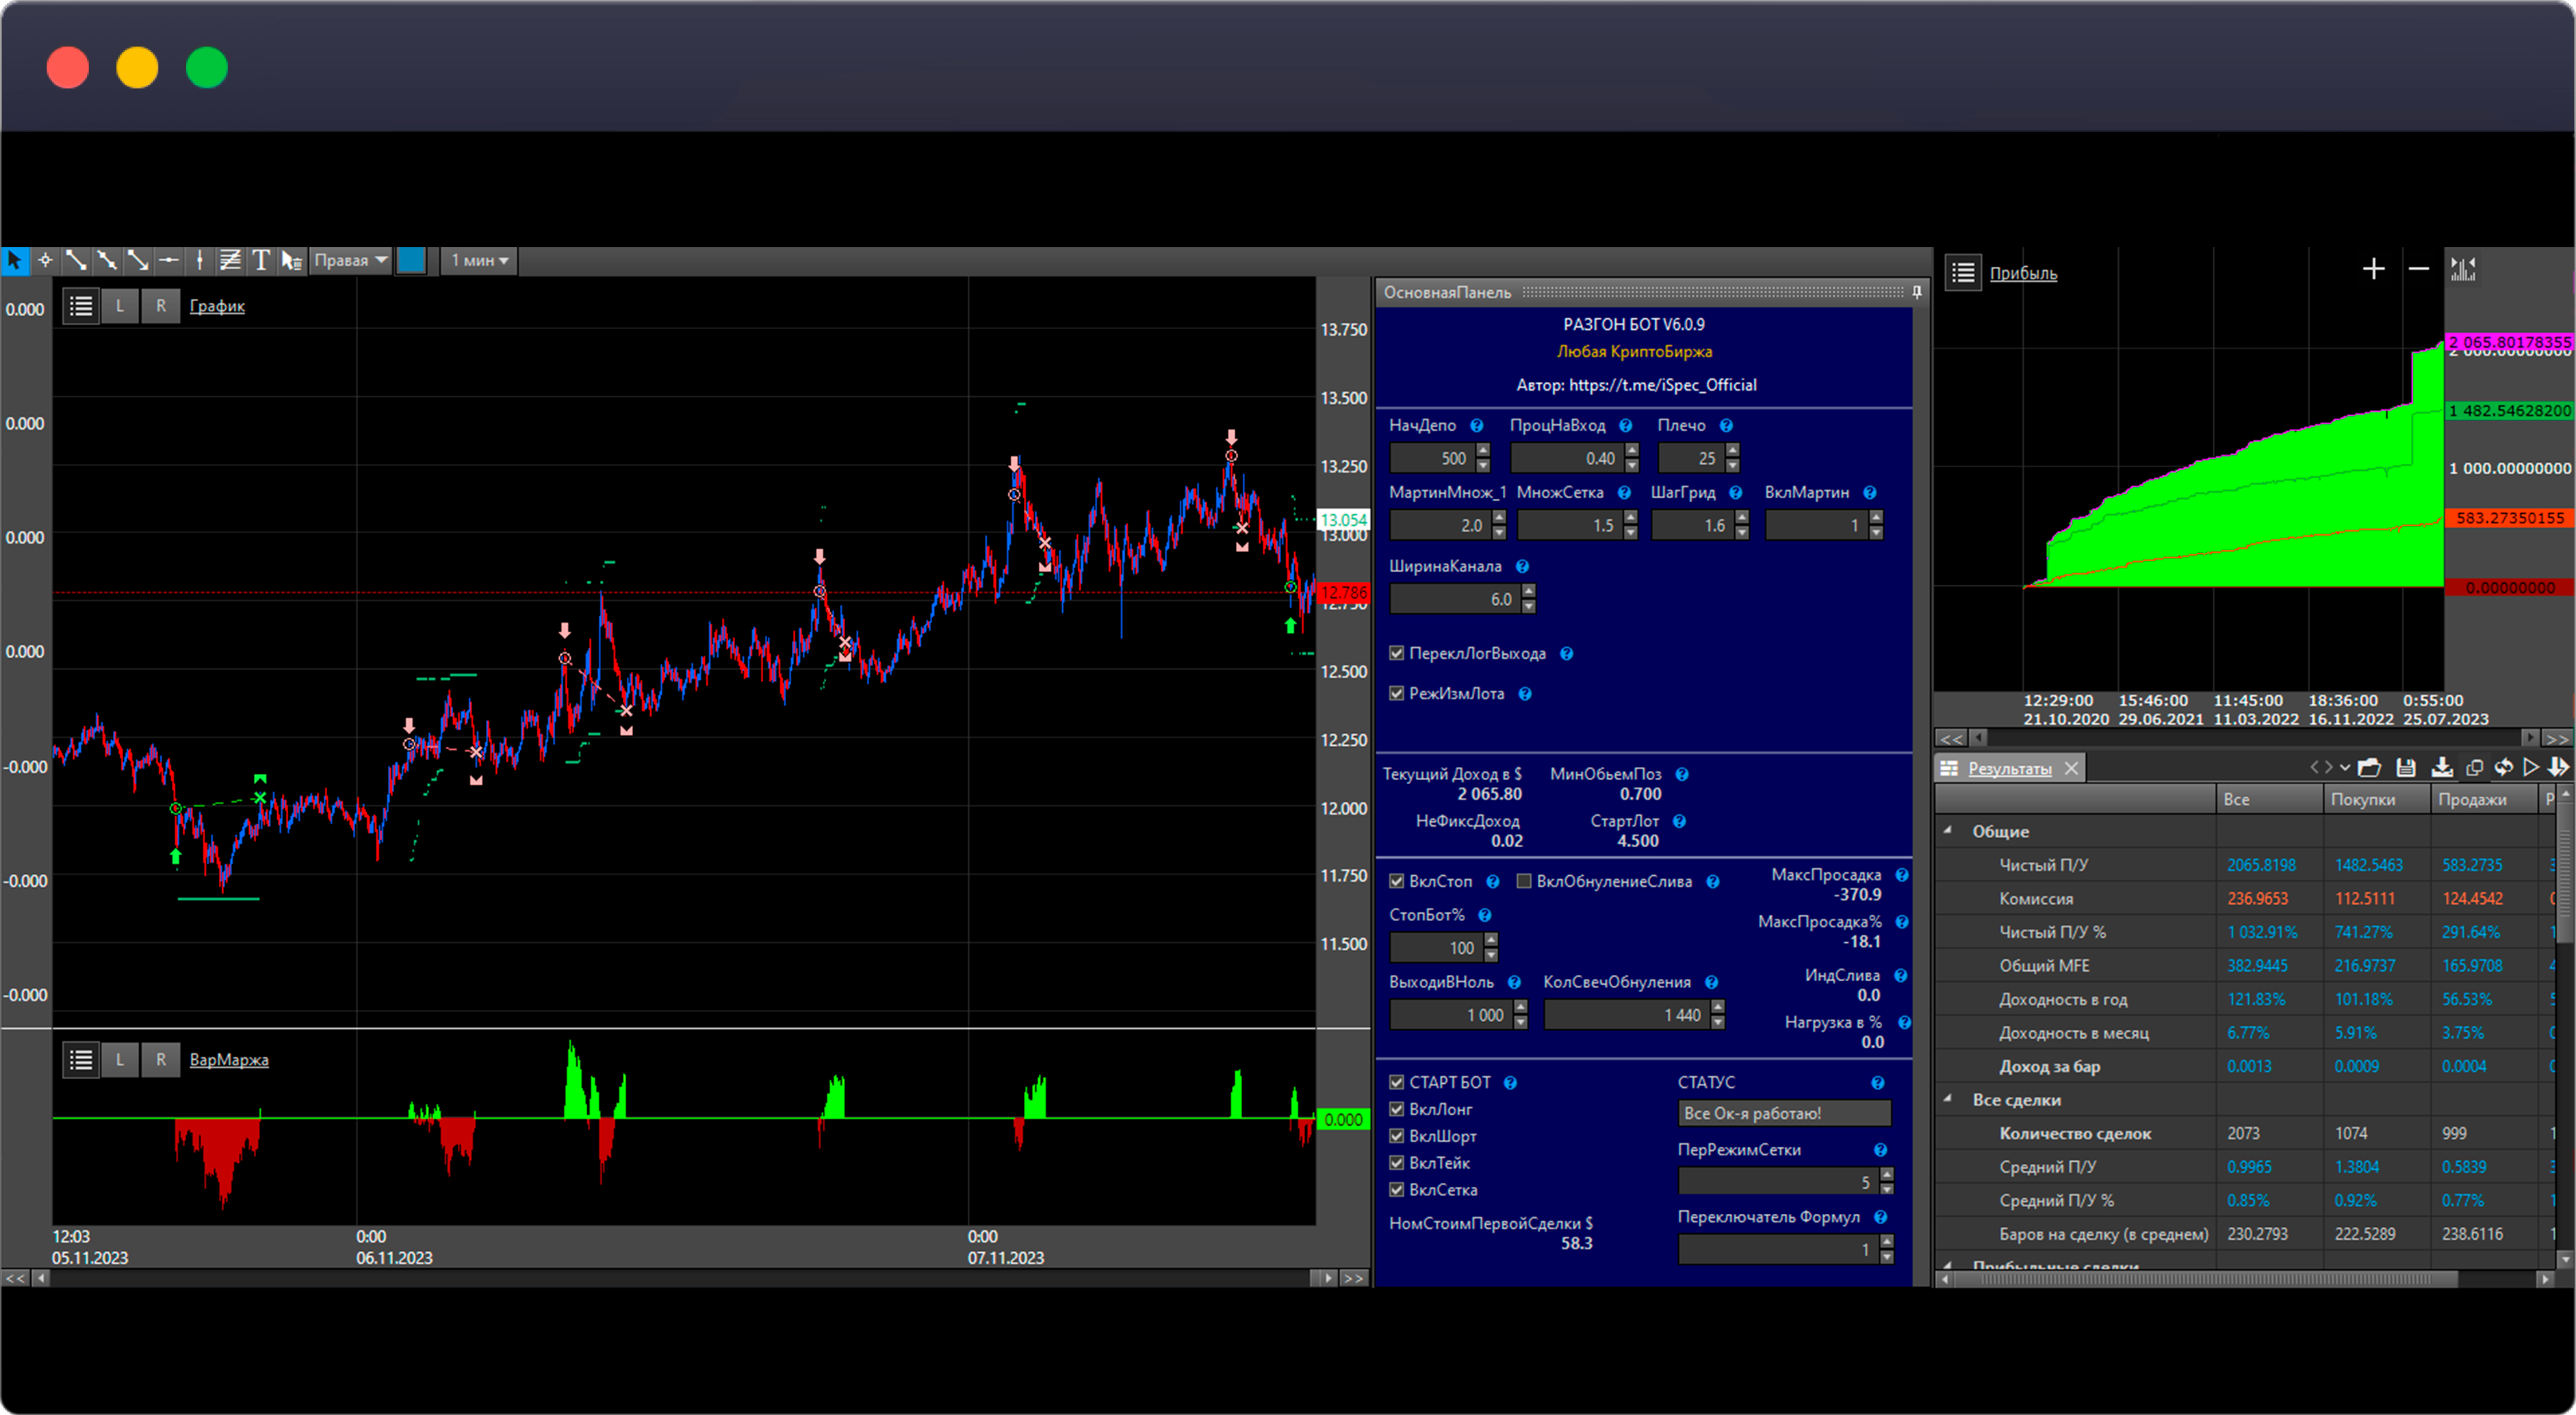 Правая
1 мин
L R График
0.000
0.000
0.000
0.000
-0.000
-0.000
-0.000
13.750
13.500
13.250
13.054
13.000
12.786
12.750
12.500
12.250
12.000
11.750
11.500
L R ВарМаржа
0.000
12:03 0:00 0:00
05.11.2023 06.11.2023 07.11.2023
<< >>
ОсновнаяПанель
РАЗГОН БОТ V6.0.9
Любая КриптоБиржа
Автор: https://t.me/iSpec_Official
НачДепо ? ПроцНаВход ? Плечо ?
500 0.40 25
МартинМнож_1 МножСетка ? ШагГрид ? ВклМартин ?
2.0 1.5 1.6 1
ШиринаКанала ?
6.0
ПереклЛогВыхода ?
РежИзмЛота ?
Текущий Доход в $ МинОбьемПоз ?
2 065.80 0.700
НеФиксДоход СтартЛот ?
0.02 4.500
ВклСтоп ? ВклОбнулениеСлива ? МаксПросадка ?
-370.9
СтопБот% ? МаксПросадка% ?
100 -18.1
ВыходиВНоль ? КолСвечОбнуления ? ИндСлива ?
0.0
1 000 1 440 Нагрузка в % ?
0.0
СТАРТ БОТ ? СТАТУС ?
ВклЛонг Все Ок-я работаю!
ВклШорт
ВклТейк ПерРежимСетки ?
ВклСетка 5
НомСтоимПервойСделки $ Переключатель Формул ?
58.3 1
Прибыль
2 065.80178355
2 000.00000000
1 482.54628200
1 000.00000000
583.27350155
0.00000000
12:29:00 15:46:00 11:45:00 18:36:00 0:55:00
21.10.2020 29.06.2021 11.03.2022 16.11.2022 25.07.2023
<< >>
Результаты
Все Покупки Продажи
Общие
Чистый П/У 2065.8198 1482.5463 583.2735
Комиссия 236.9653 112.5111 124.4542
Чистый П/У % 1 032.91% 741.27% 291.64%
Общий MFE 382.9445 216.9737 165.9708
Доходность в год 121.83% 101.18% 56.53%
Доходность в месяц 6.77% 5.91% 3.75%
Доход за бар 0.0013 0.0009 0.0004
Все сделки
Количество сделок 2073 1074 999
Средний П/У 0.9965 1.3804 0.5839
Средний П/У % 0.85% 0.92% 0.77%
Баров на сделку (в среднем) 230.2793 222.5289 238.6116
Прибыльные сделки